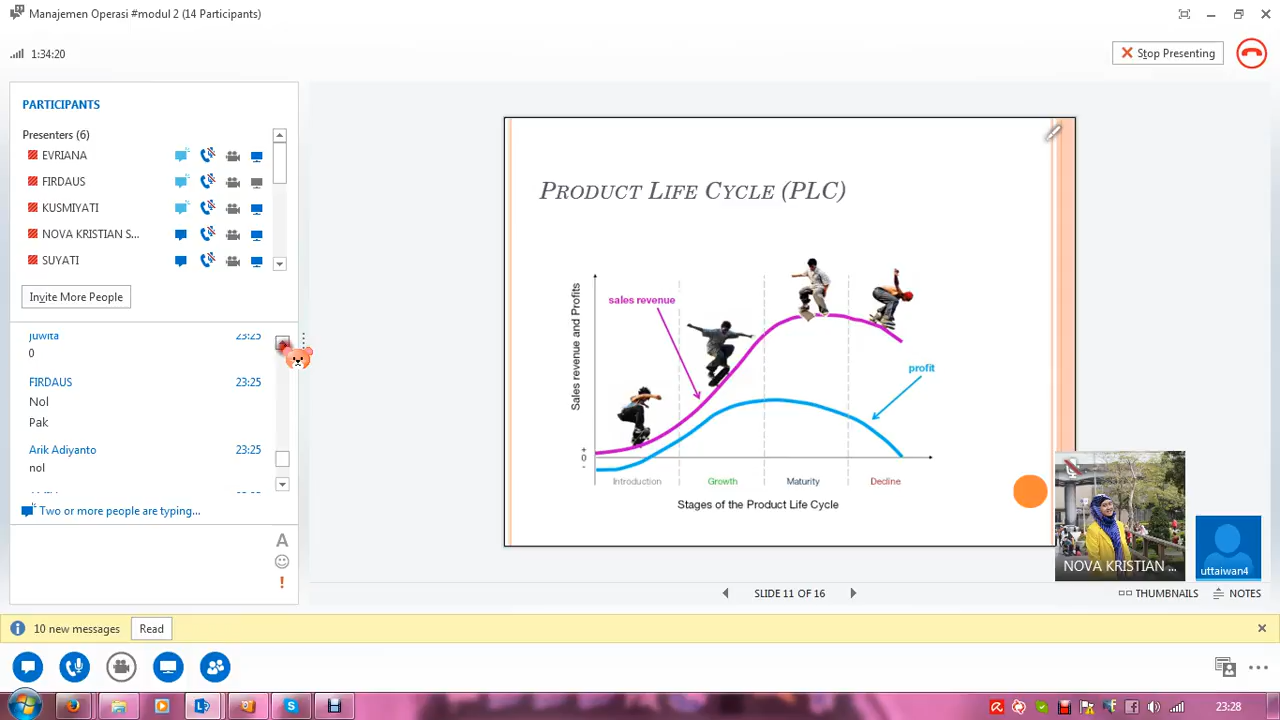 Manajemen Operasi #modul 2 (14 Participants)
1:34:20
Stop Presenting
PARTICIPANTS
Presenters (6)
EVRIANA
FIRDAUS
KUSMIYATI
NOVA KRISTIAN S...
SUYATI
Invite More People
juwita 23:25
0
FIRDAUS 23:25
Nol
Pak
Arik Adiyanto 23:25
nol
Two or more people are typing...
A
!
PRODUCT LIFE CYCLE (PLC)
Sales revenue and Profits
sales revenue
profit
+
0
-
Introduction Growth Maturity Decline
Stages of the Product Life Cycle
NOVA KRISTIAN ...
uttaiwan4
SLIDE 11 OF 16
THUMBNAILS NOTES
10 new messages Read
23:28